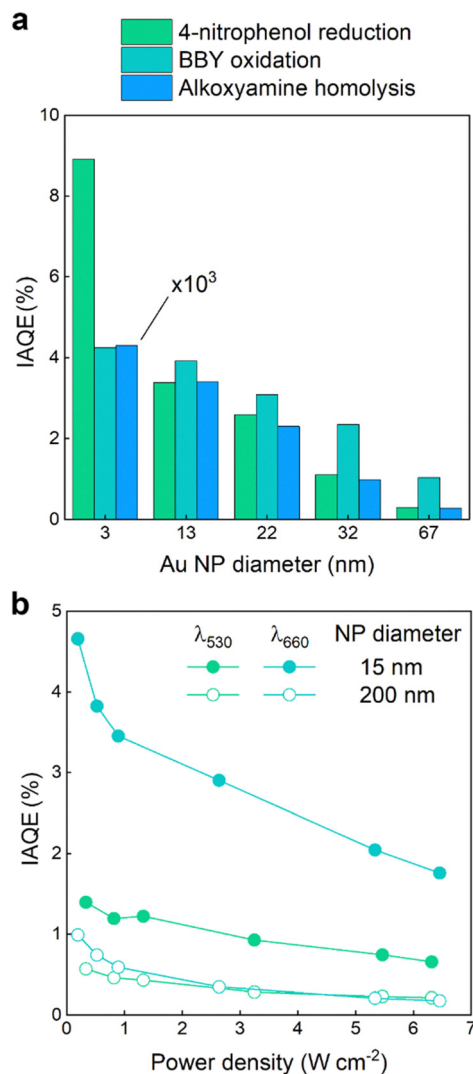 a
4-nitrophenol reduction
BBY oxidation
Alkoxyamine homolysis
10
8
6
4
2
0
IAQE (%)
x10³
3 13 22 32 67
Au NP diameter (nm)
b
5
4
3
2
1
0
IAQE (%)
λ530 λ660 NP diameter
15 nm
200 nm
0 1 2 3 4 5 6 7
Power density (W cm⁻²)